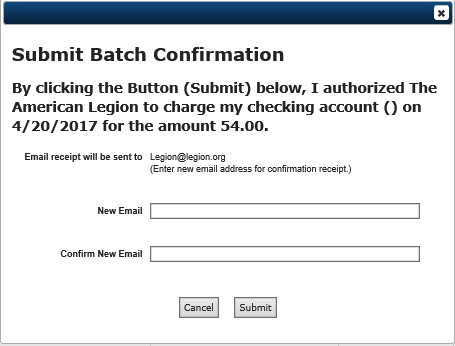 Submit Batch Confirmation
By clicking the Button (Submit) below, I authorized The
American Legion to charge my checking account () on
4/20/2017 for the amount 54.00.
Email receipt will be sent to Legion@legion.org
(Enter new email address for confirmation receipt.)
New Email
Confirm New Email
Cancel Submit